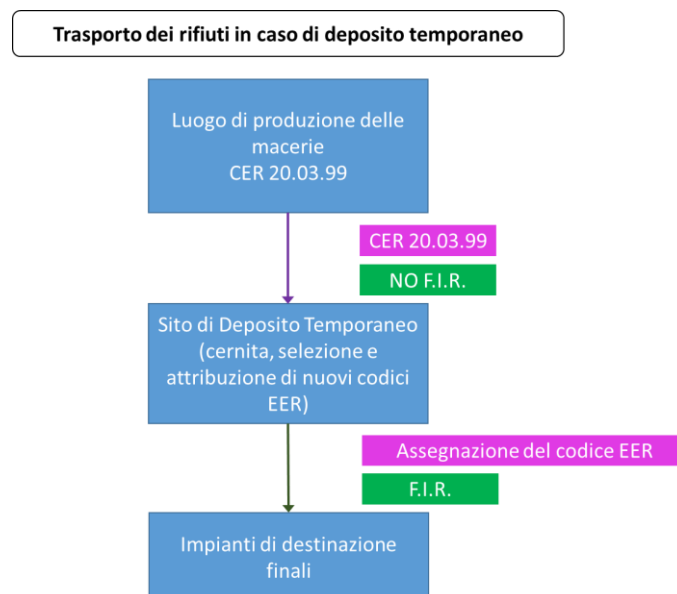 Trasporto dei rifiuti in caso di deposito temporaneo
Luogo di produzione delle
macerie
CER 20.03.99
CER 20.03.99
NO F.I.R.
Sito di Deposito Temporaneo
(cernita, selezione e
attribuzione di nuovi codici
EER)
Assegnazione del codice EER
F.I.R.
Impianti di destinazione
finali